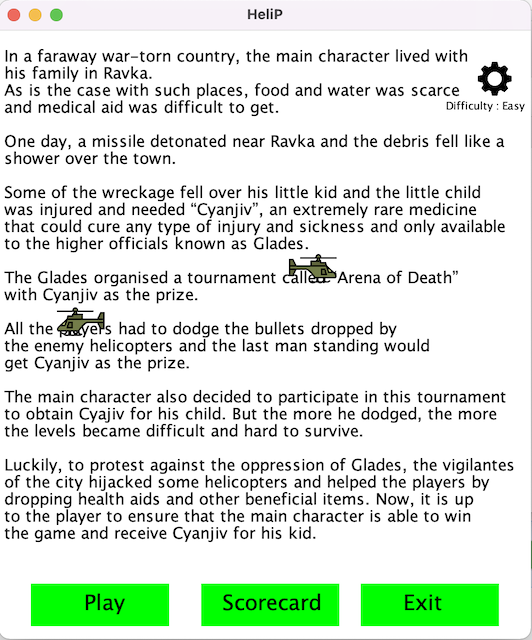 HeliP
In a faraway war-torn country, the main character lived with
his family in Ravka.
As is the case with such places, food and water was scarce
and medical aid was difficult to get.
Difficulty : Easy
One day, a missile detonated near Ravka and the debris fell like a
shower over the town.
Some of the wreckage fell over his little kid and the little child
was injured and needed “Cyanjiv”, an extremely rare medicine
that could cure any type of injury and sickness and only available
to the higher officials known as Glades.
The Glades organised a tournament called “Arena of Death”
with Cyanjiv as the prize.
All the players had to dodge the bullets dropped by
the enemy helicopters and the last man standing would
get Cyanjiv as the prize.
The main character also decided to participate in this tournament
to obtain Cyajiv for his child. But the more he dodged, the more
the levels became difficult and hard to survive.
Luckily, to protest against the oppression of Glades, the vigilantes
of the city hijacked some helicopters and helped the players by
dropping health aids and other beneficial items. Now, it is up
to the player to ensure that the main character is able to win
the game and receive Cyanjiv for his kid.
Play
Scorecard
Exit